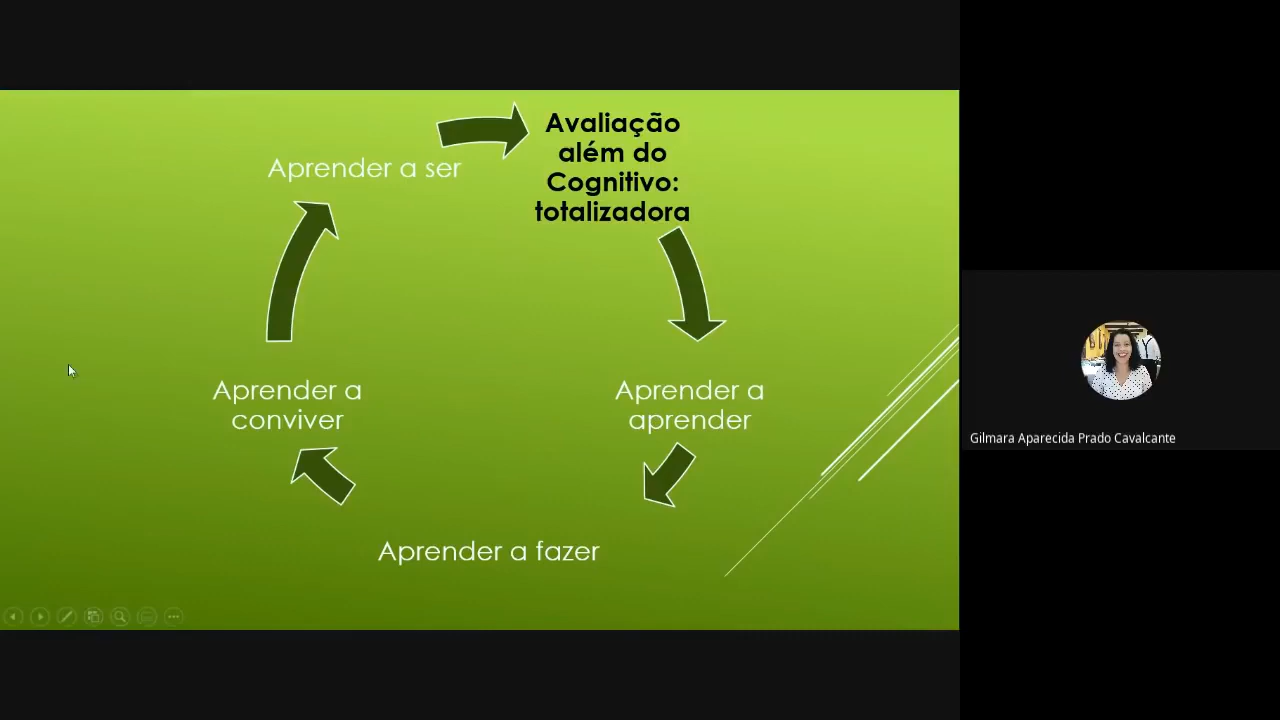 Avaliação
além do
Cognitivo:
totalizadora
Aprender a ser
Aprender a
aprender
Aprender a
conviver
Aprender a fazer
Gilmara Aparecida Prado Cavalcante